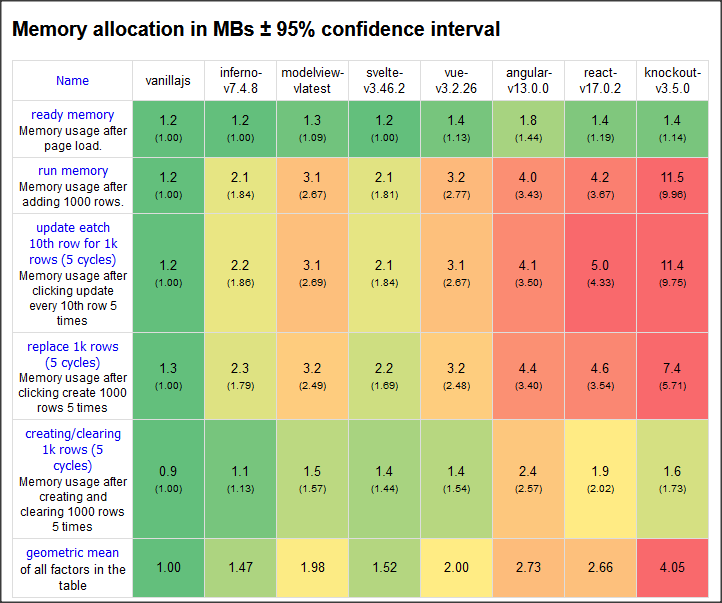 Memory allocation in MBs ± 95% confidence interval
Name vanillajs inferno- modelview- svelte- vue- angular- react- knockout-
v7.4.8 vlatest v3.46.2 v3.2.26 v13.0.0 v17.0.2 v3.5.0
ready memory
Memory usage after
page load.
1.2 1.2 1.3 1.2 1.4 1.8 1.4 1.4
(1.00) (1.00) (1.09) (1.00) (1.13) (1.44) (1.19) (1.14)
run memory
Memory usage after
adding 1000 rows.
1.2 2.1 3.1 2.1 3.2 4.0 4.2 11.5
(1.00) (1.84) (2.67) (1.81) (2.77) (3.43) (3.67) (9.96)
update eatch
10th row for 1k
rows (5 cycles)
Memory usage after
clicking update
every 10th row 5
times
1.2 2.2 3.1 2.1 3.1 4.1 5.0 11.4
(1.00) (1.86) (2.69) (1.84) (2.67) (3.50) (4.33) (9.75)
replace 1k rows
(5 cycles)
Memory usage after
clicking create 1000
rows 5 times
1.3 2.3 3.2 2.2 3.2 4.4 4.6 7.4
(1.00) (1.79) (2.49) (1.69) (2.48) (3.40) (3.54) (5.71)
creating/clearing
1k rows (5
cycles)
Memory usage after
creating and
clearing 1000 rows
5 times
0.9 1.1 1.5 1.4 1.4 2.4 1.9 1.6
(1.00) (1.13) (1.57) (1.44) (1.54) (2.57) (2.02) (1.73)
geometric mean
of all factors in the
table
1.00 1.47 1.98 1.52 2.00 2.73 2.66 4.05